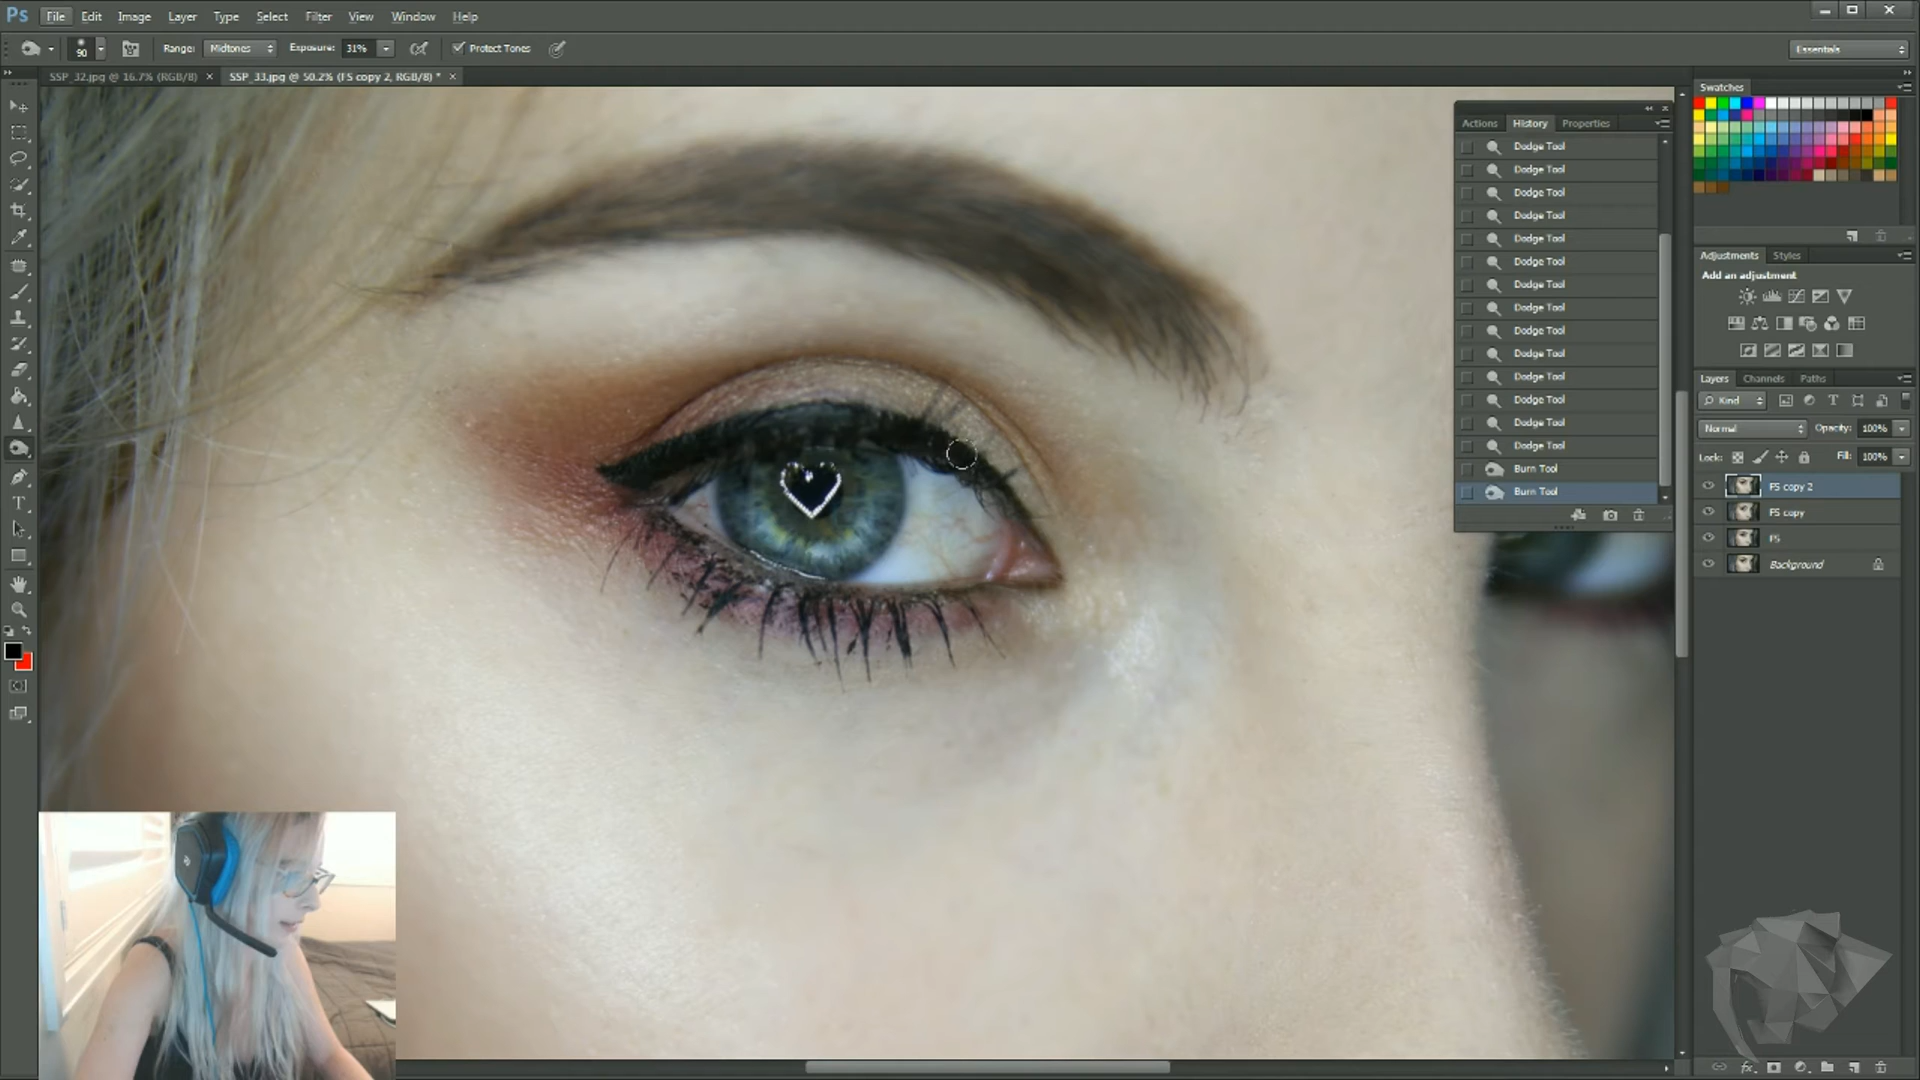 Ps File Edit Image Layer Type Select Filter View Window Help
90 Range: Midtones Exposure: 31% Protect Tones Essentials
SSP_32.jpg @ 16.7% (RGB/8) × SSP_33.jpg @ 50.2% (FS copy 2, RGB/8) * ×
Swatches
Actions History Properties
Dodge Tool
Dodge Tool
Dodge Tool
Dodge Tool
Dodge Tool
Dodge Tool
Dodge Tool
Dodge Tool
Dodge Tool
Dodge Tool
Dodge Tool
Dodge Tool
Dodge Tool
Dodge Tool
Burn Tool
Burn Tool
Adjustments Styles
Add an adjustment
Layers Channels Paths
Kind
Normal Opacity: 100%
Lock: Fill: 100%
FS copy 2
FS copy
FS
Background